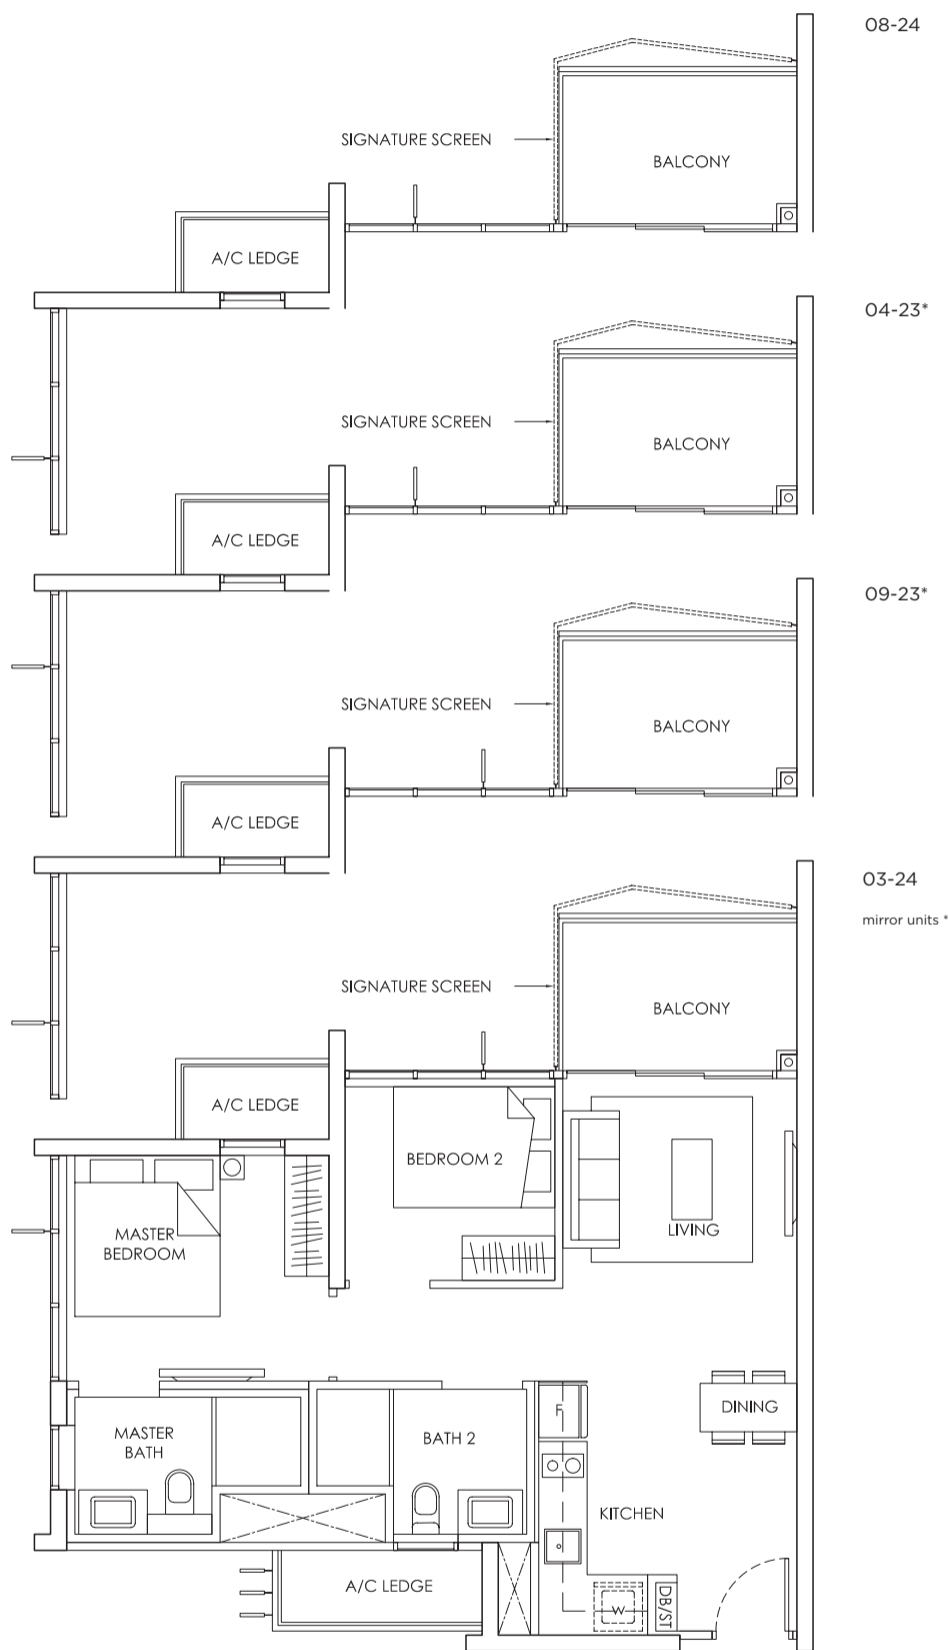 08-24
SIGNATURE SCREEN
BALCONY
A/C LEDGE
04-23*
SIGNATURE SCREEN
BALCONY
A/C LEDGE
09-23*
SIGNATURE SCREEN
BALCONY
A/C LEDGE
03-24
mirror units *
SIGNATURE SCREEN
BALCONY
A/C LEDGE
BEDROOM 2
MASTER
BEDROOM
LIVING
F
DINING
MASTER
BATH
BATH 2
KITCHEN
A/C LEDGE
W
DB/ST